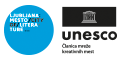 LJUBLJANA
MESTO
LITERA
TURE
unesco
Članica mreže
kreativnih mest